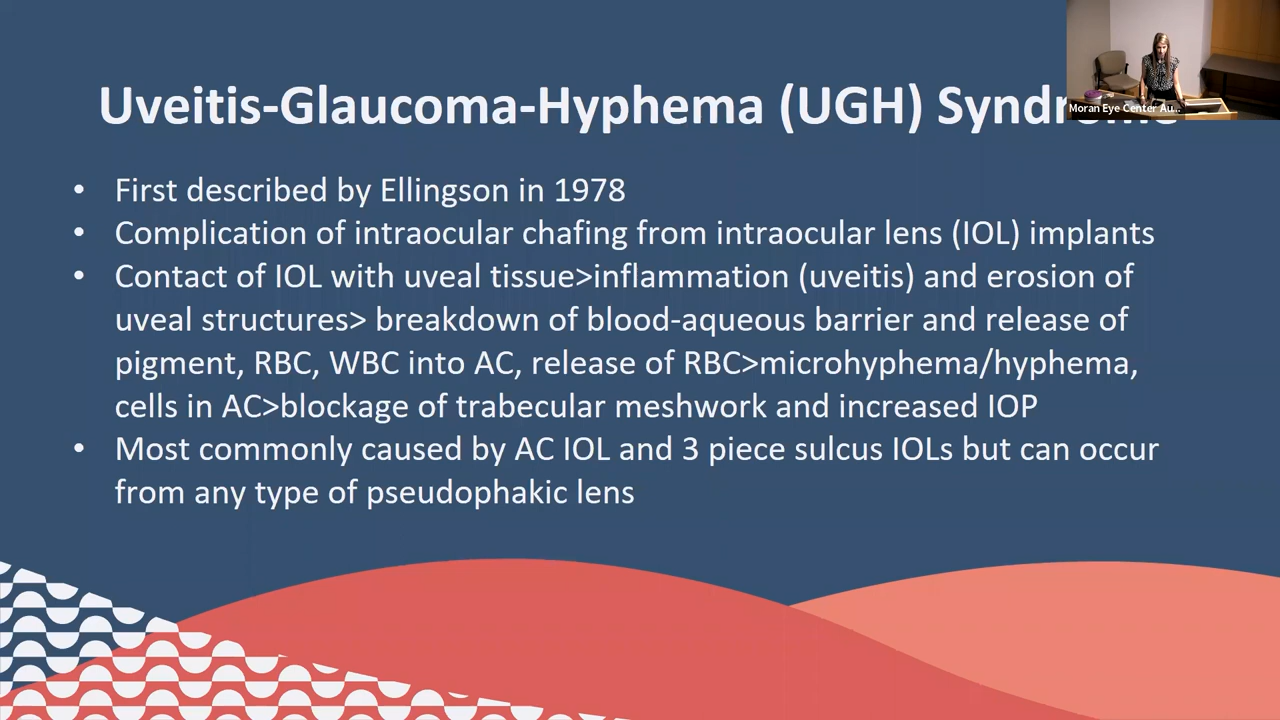 Uveitis-Glaucoma-Hyphema (UGH) Syndrome
Moran Eye Center Au...
• First described by Ellingson in 1978
• Complication of intraocular chafing from intraocular lens (IOL) implants
• Contact of IOL with uveal tissue>inflammation (uveitis) and erosion of
uveal structures> breakdown of blood-aqueous barrier and release of
pigment, RBC, WBC into AC, release of RBC>microhyphema/hyphema,
cells in AC>blockage of trabecular meshwork and increased IOP
• Most commonly caused by AC IOL and 3 piece sulcus IOLs but can occur
from any type of pseudophakic lens